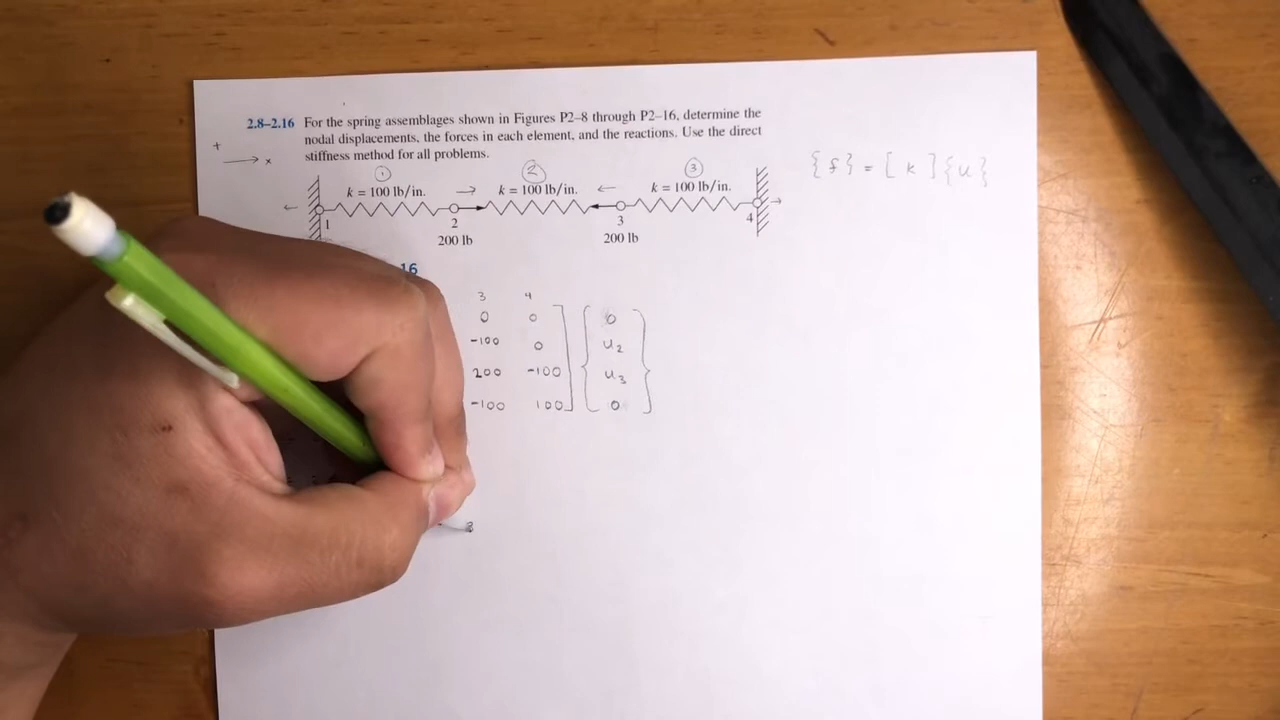 2.8–2.16 For the spring assemblages shown in Figures P2–8 through P2–16, determine the
nodal displacements, the forces in each element, and the reactions. Use the direct
stiffness method for all problems.
+
→ x
{f} = [k]{u}
① ② ③
k = 100 lb/in. → k = 100 lb/in. ← k = 100 lb/in.
← →
1 2 3 4
200 lb 200 lb
16
3 4
0 0 0
-100 0 u2
200 -100 u3
-100 100 0